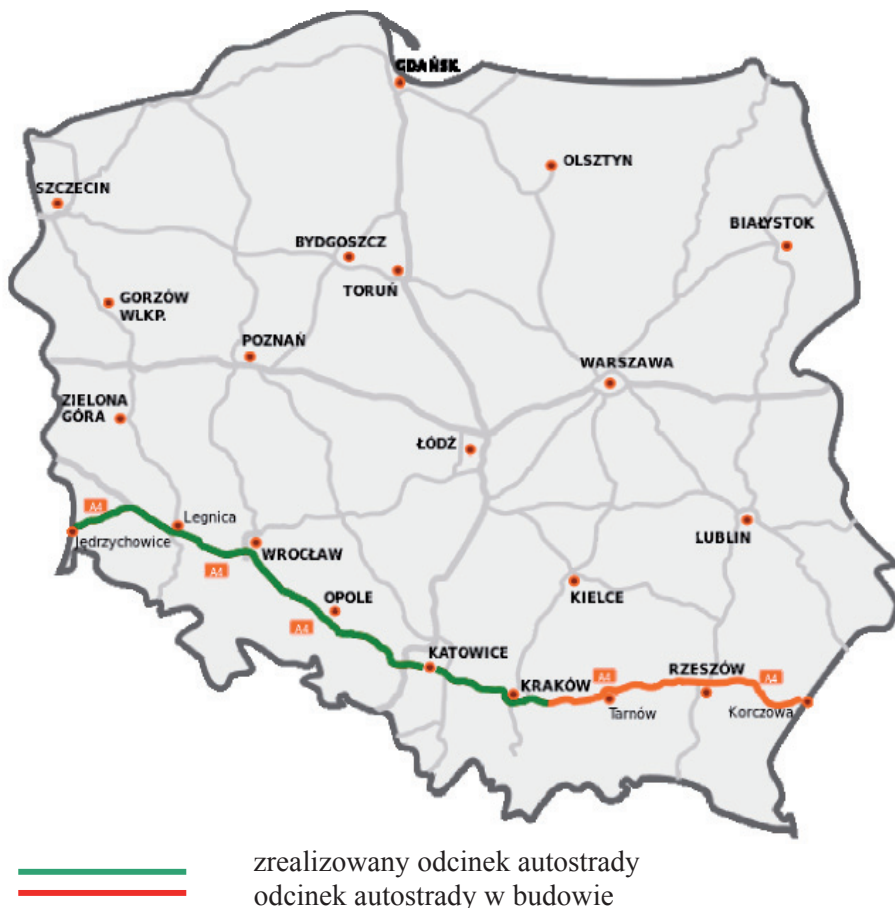 GDAŃSK
OLSZTYN
SZCZECIN
BIAŁYSTOK
BYDGOSZCZ
TORUŃ
GORZÓW
WLKP.
POZNAŃ
WARSZAWA
ZIELONA
GÓRA
ŁÓDŹ
A4
Legnica
Jędrzychowice
WROCŁAW
LUBLIN
A4
OPOLE
KIELCE
A4
KATOWICE
RZESZÓW
A4
A4
KRAKÓW
Tarnów
Korczowa
zrealizowany odcinek autostrady
odcinek autostrady w budowie